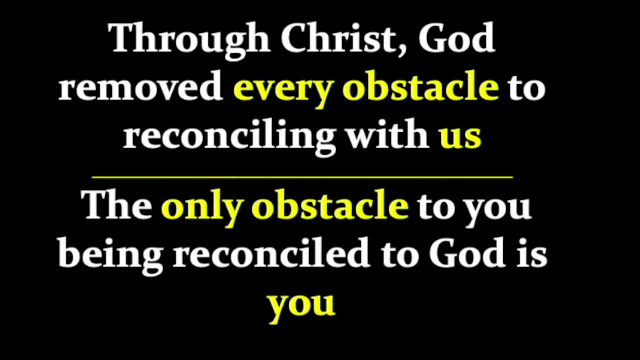 Through Christ, God
removed every obstacle to
reconciling with us
The only obstacle to you
being reconciled to God is
you